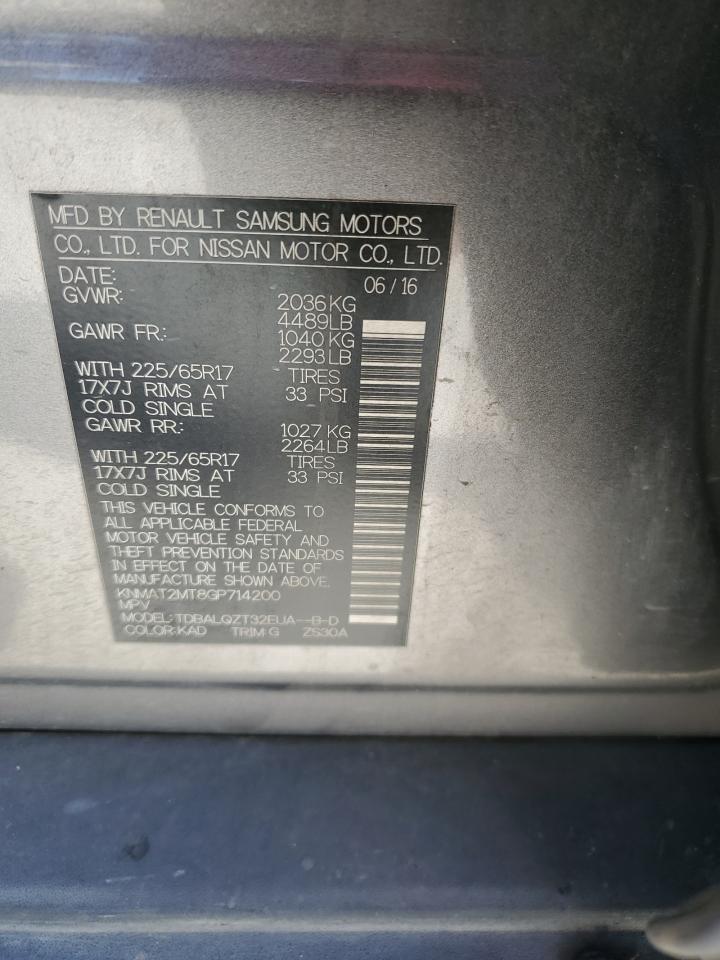 MFD BY RENAULT SAMSUNG MOTORS
CO., LTD. FOR NISSAN MOTOR CO., LTD.
DATE: 06/16
GVWR: 2036KG
4489LB
GAWR FR: 1040KG
2293LB
WITH 225/65R17 TIRES
17X7J RIMS AT 33 PSI
COLD SINGLE
GAWR RR: 1027KG
2264LB
WITH 225/65R17 TIRES
17X7J RIMS AT 33 PSI
COLD SINGLE
THIS VEHICLE CONFORMS TO
ALL APPLICABLE FEDERAL
MOTOR VEHICLE SAFETY AND
THEFT PREVENTION STANDARDS
IN EFFECT ON THE DATE OF
MANUFACTURE SHOWN ABOVE.
KNMAT2MT8GP714200
MPV
MODEL:TDBALQZT32EUA--B-D
COLOR:KAD TRIM:G ZS30A